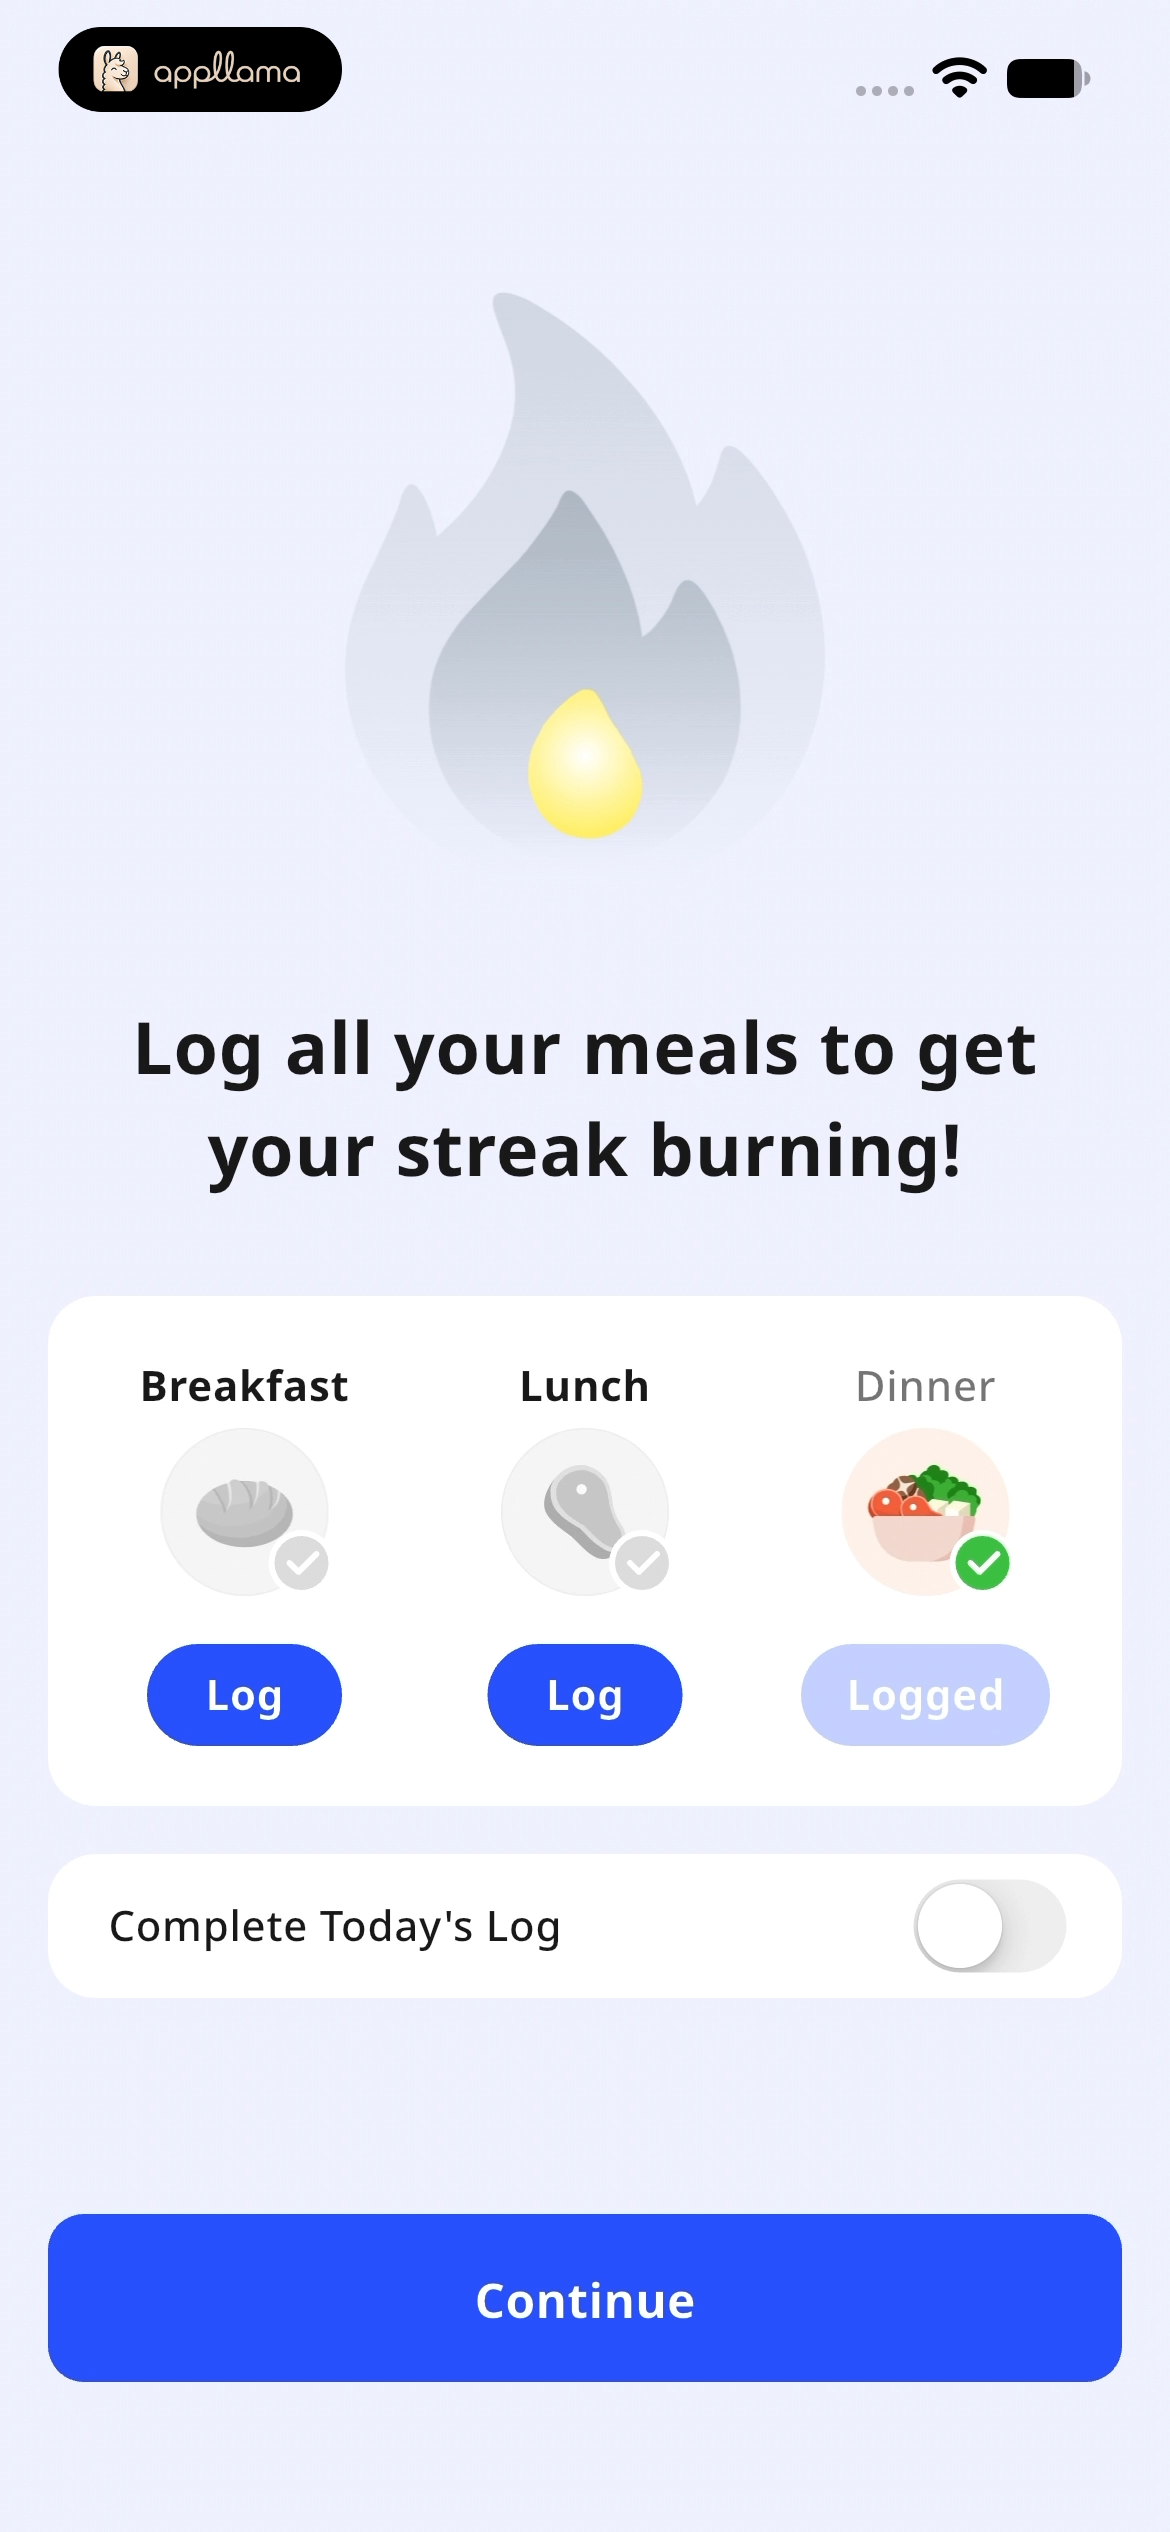 appllama
Log all your meals to get
your streak burning!
Breakfast Lunch Dinner
Log Log Logged
Complete Today's Log
Continue